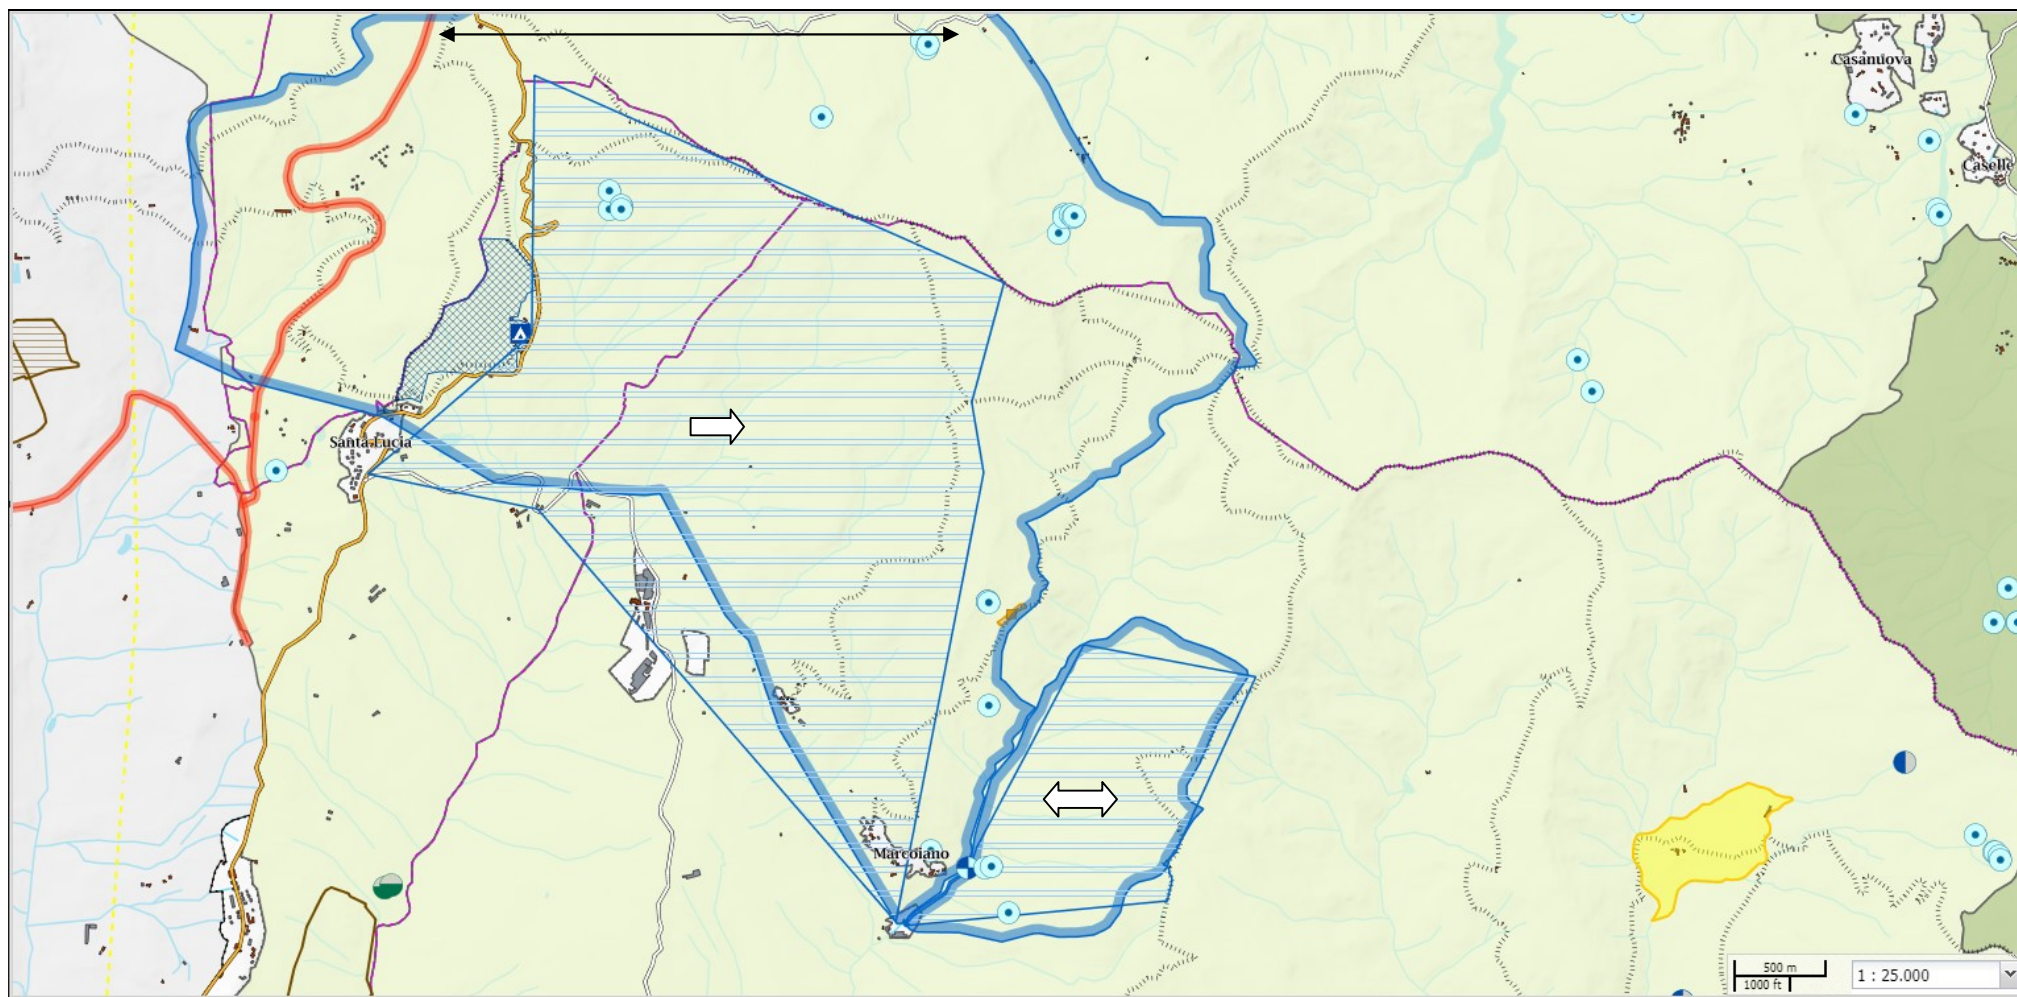 Casanuova
Caselle
Santa Lucia
Marcoiano
500 m
1000 ft
1 : 25.000